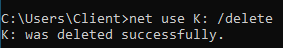 C:\Users\Client>net use K: /delete
K: was deleted successfully.